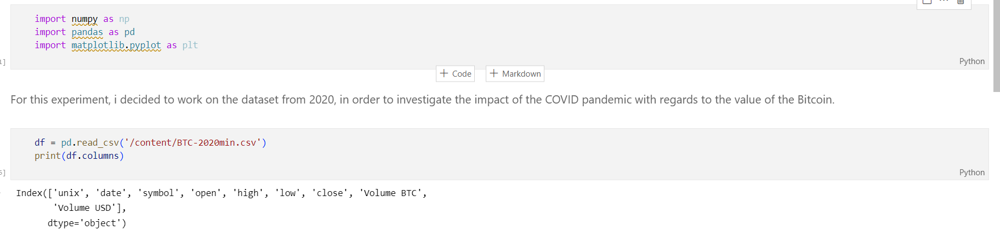 import numpy as np
import pandas as pd
import matplotlib.pyplot as plt
1]
Python
+ Code + Markdown
For this experiment, i decided to work on the dataset from 2020, in order to investigate the impact of the COVID pandemic with regards to the value of the Bitcoin.
df = pd.read_csv('/content/BTC-2020min.csv')
print(df.columns)
Python
Index(['unix', 'date', 'symbol', 'open', 'high', 'low', 'close', 'Volume BTC',
'Volume USD'],
dtype='object')